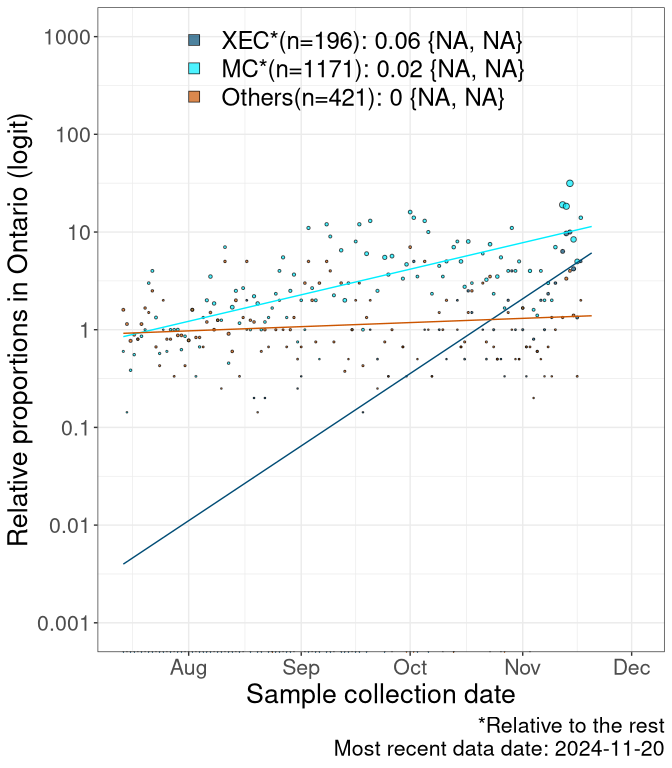 XEC*(n=196): 0.06 {NA, NA}
MC*(n=1171): 0.02 {NA, NA}
Others(n=421): 0 {NA, NA}
Relative proportions in Ontario (logit)
1000
100
10
1
0.1
0.01
0.001
Aug Sep Oct Nov Dec
Sample collection date
*Relative to the rest
Most recent data date: 2024-11-20